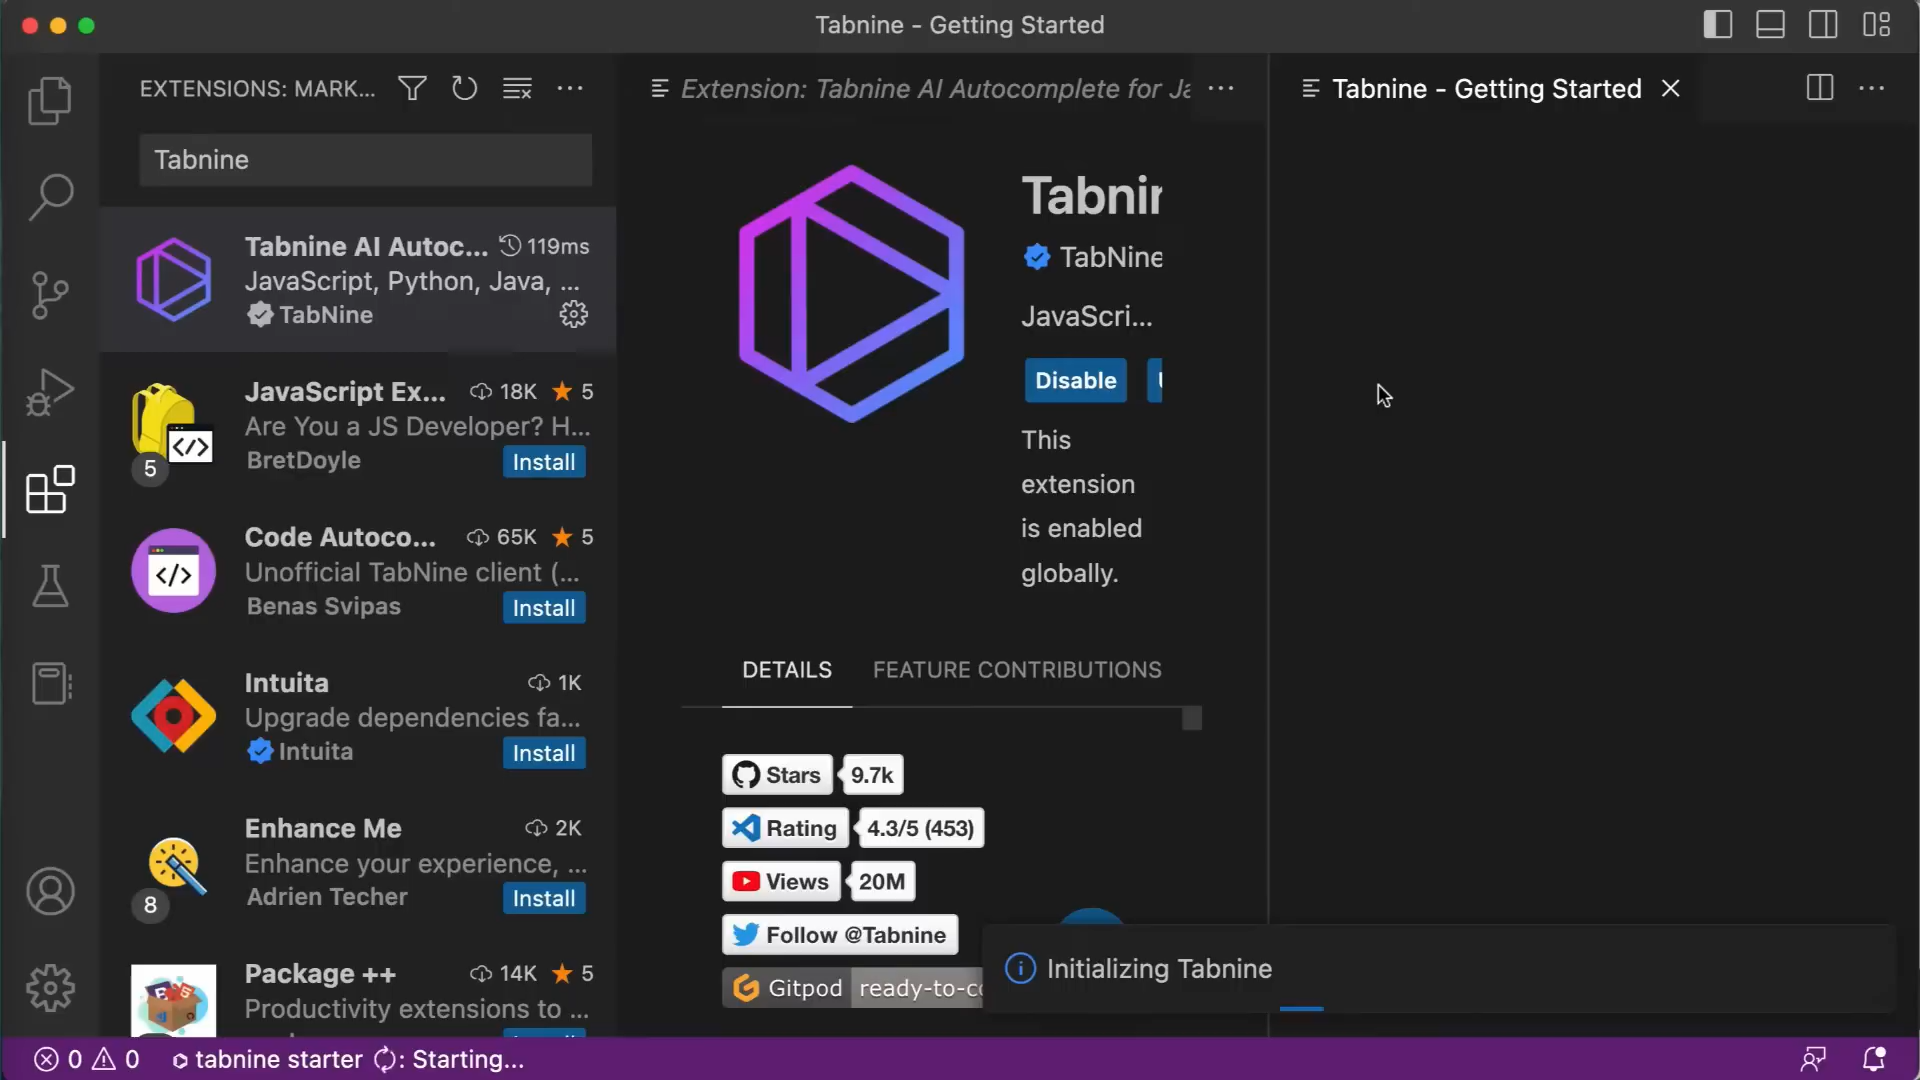 Tabnine - Getting Started
EXTENSIONS: MARK...
Tabnine
Tabnine AI Autoc... 119ms
JavaScript, Python, Java, ...
TabNine
JavaScript Ex... 18K 5
Are You a JS Developer? H...
5
BretDoyle Install
Code Autoco... 65K 5
Unofficial TabNine client (...
Benas Svipas Install
Intuita 1K
Upgrade dependencies fa...
Intuita Install
Enhance Me 2K
Enhance your experience, ...
8
Adrien Techer Install
Package ++ 14K 5
Productivity extensions to ...
Extension: Tabnine AI Autocomplete for Ja
Tabnin
TabNine
JavaScri...
Disable
This
extension
is enabled
globally.
DETAILS FEATURE CONTRIBUTIONS
Stars 9.7k
Rating 4.3/5 (453)
Views 20M
Follow @Tabnine
Gitpod ready-to-co
Tabnine - Getting Started
Initializing Tabnine
0 0 tabnine starter : Starting...